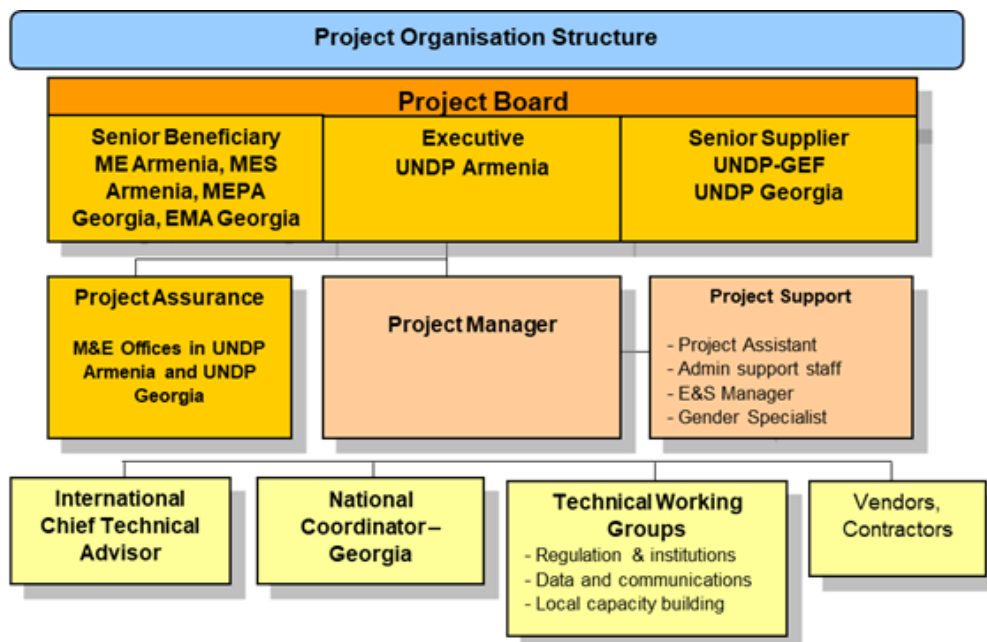 Project Organisation Structure
Project Board
Senior Beneficiary
ME Armenia, MES
Armenia, MEPA
Georgia, EMA Georgia
Executive
UNDP Armenia
Senior Supplier
UNDP-GEF
UNDP Georgia
Project Assurance
M&E Offices in UNDP
Armenia and UNDP
Georgia
Project Manager
Project Support
- Project Assistant
- Admin support staff
- E&S Manager
- Gender Specialist
International
Chief Technical
Advisor
National
Coordinator–
Georgia
Technical Working
Groups
- Regulation & institutions
- Data and communications
- Local capacity building
Vendors,
Contractors